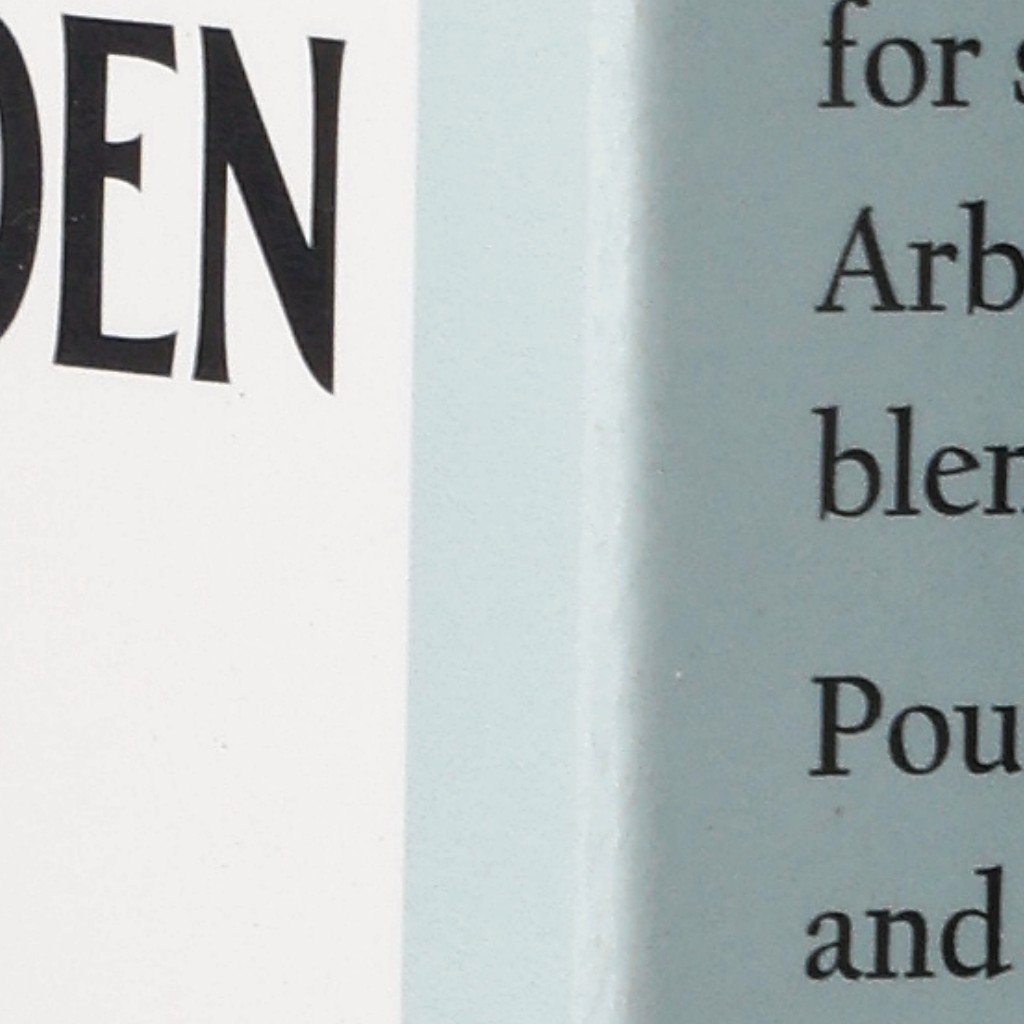 DEN
for
Arb
bler
Pou
and